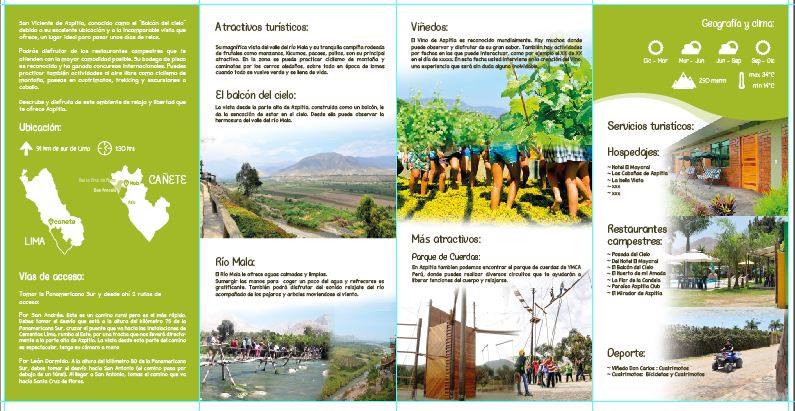 San Vicente de Azpitia, conocido como el "Balcón del cielo"
debido a su excelente ubicación y a la incomparable vista que
ofrece, un lugar ideal para pasar unos días de relax.
Podrás disfrutar de los restaurantes campestres que te
atienden con la mayor comodidad posible. Su bodega de pisco
es reconocida y ha ganado concursos internacionales. Puedes
practicar también actividades al aire libre como ciclismo de
montaña, paseos en cuatrimotos, trekking y excursiones a
caballo.
Descubre y disfruta de este ambiente de relajo y libertad que
te ofrece Azpitia.
Ubicación:
91 km de sur de Lima
1:30 hrs
CAÑETE
Mala
Asia
cañete
LIMA
Vías de acceso:
Tomar la Panamericana Sur y desde ahí 2 rutas de
acceso:
Por San Andrés. Este es un camino rural pero es el más rápido.
Debes tomar el desvío que está a la altura del kilómetro 75 de la
Panamericana Sur, cruzar el puente que va hacia las instalaciones de
Cementos Lima, rumbo al Este, por una trocha que nos llevará directa-
mente a la parte alta de Azpitia. La vista desde esta parte del camino
es espectacular, tenga su cámara a mano
Por León Dormido. A la altura del kilómetro 80 de la Panamericana
Sur, debes tomar el desvío hacia San Antonio (el camino pasa por
debajo de un túnel). Al llegar a San Antonio, tomas el camino que va
hacia Santa Cruz de Flores.
Atractivos turísticos:
Su magnífica vista del valle del río Mala y su tranquila campiña rodeada
de frutales como manzanos, lúcumos, pacaes, paltos, son su principal
atractivo. En la zona se puede practicar ciclismo de montaña y
caminatas por los cerros aledaños, sobre todo en época de lomas
cuando todo se vuelve verde y se llena de vida.
El balcón del cielo:
La vista desde la parte alta de Azpitia, construida como un balcón, le
da la sensación de estar en el cielo. Desde ella puede observar la
hermosura del valle del río Mala.
Río Mala:
El Río Mala le ofrece aguas calmadas y limpias.
Sumergir las manos para coger un poco del agua y refrescarse es
gratificante. También podrá disfrutar del sonido relajado del río
acompañado de los pájaros y arboles moviendose al viento.
Viñedos:
El Vino de Azpitia es reconocido mundialmente. Hay muchos donde
puede observar y disfrutar de su gran sabor. También hay actividades
por fechas en los que puede interactuar, como por ejemplo el XX de XX
en el día de xxxxx. En esta fecha usted interviene en la creación del Vino
una experiencia que será sin duda alguna inolvidable.
Más atractivos:
Parque de Cuerdas:
En Azpitia también podemos encontrar el parque de cuerdas de YMCA
Perú, donde puedes realizar diversos circuitos que te ayudarán a
liberar tenciones del cuerpo y relajarse.
Geografía y clima:
Dic - Mar
Mar - Jun
Jun - Sep
Sep - Dic
230 msnm
max 34°C
min 14°C
Servicios turísticos:
Hospedajes:
~ Hotel El Mayoral
~ Las Cabañas de Azpitia
~ La bella Vista
~ xxx
~ xxx
Restaurantes
campestres:
~ Posada del Cielo
~ Del Hotel El Mayoral
~ El Balcón del Cielo
~ El Huerto de mi Amada
~ La Flor de la Canela
~ Paraíso Azpitia Club
~ El Mirador de Azpitia
Deporte:
~ Viñedo Don Carlos : Cuatrimotos
~ Cuatrimotos: Bicicletas y Cuatrimotos